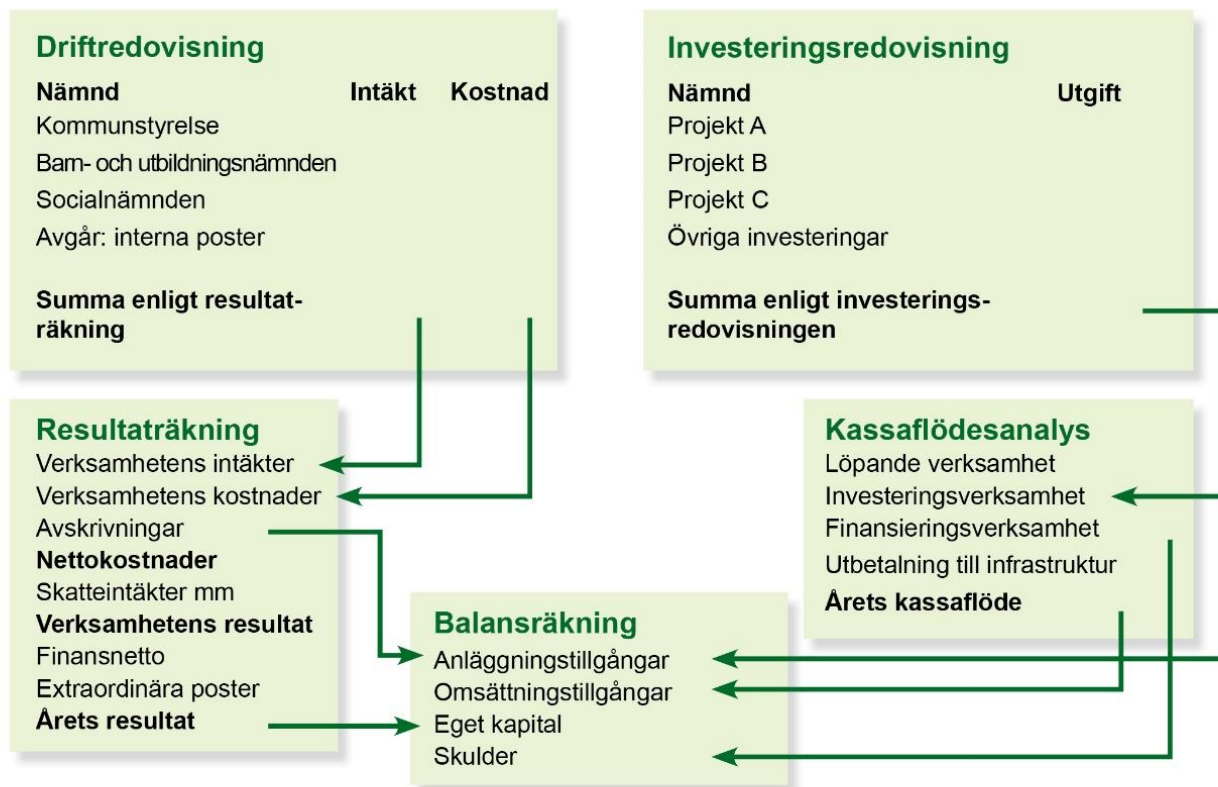 Driftredovisning
Nämnd Intäkt Kostnad
Kommunstyrelse
Barn- och utbildningsnämnden
Socialnämnden
Avgår: interna poster
Summa enligt resultat-
räkning
Investeringsredovisning
Nämnd Utgift
Projekt A
Projekt B
Projekt C
Övriga investeringar
Summa enligt investerings-
redovisningen
Resultaträkning
Verksamhetens intäkter
Verksamhetens kostnader
Avskrivningar
Nettokostnader
Skatteintäkter mm
Verksamhetens resultat
Finansnetto
Extraordinära poster
Årets resultat
Balansräkning
Anläggningstillgångar
Omsättningstillgångar
Eget kapital
Skulder
Kassaflödesanalys
Löpande verksamhet
Investeringsverksamhet
Finansieringsverksamhet
Utbetalning till infrastruktur
Årets kassaflöde